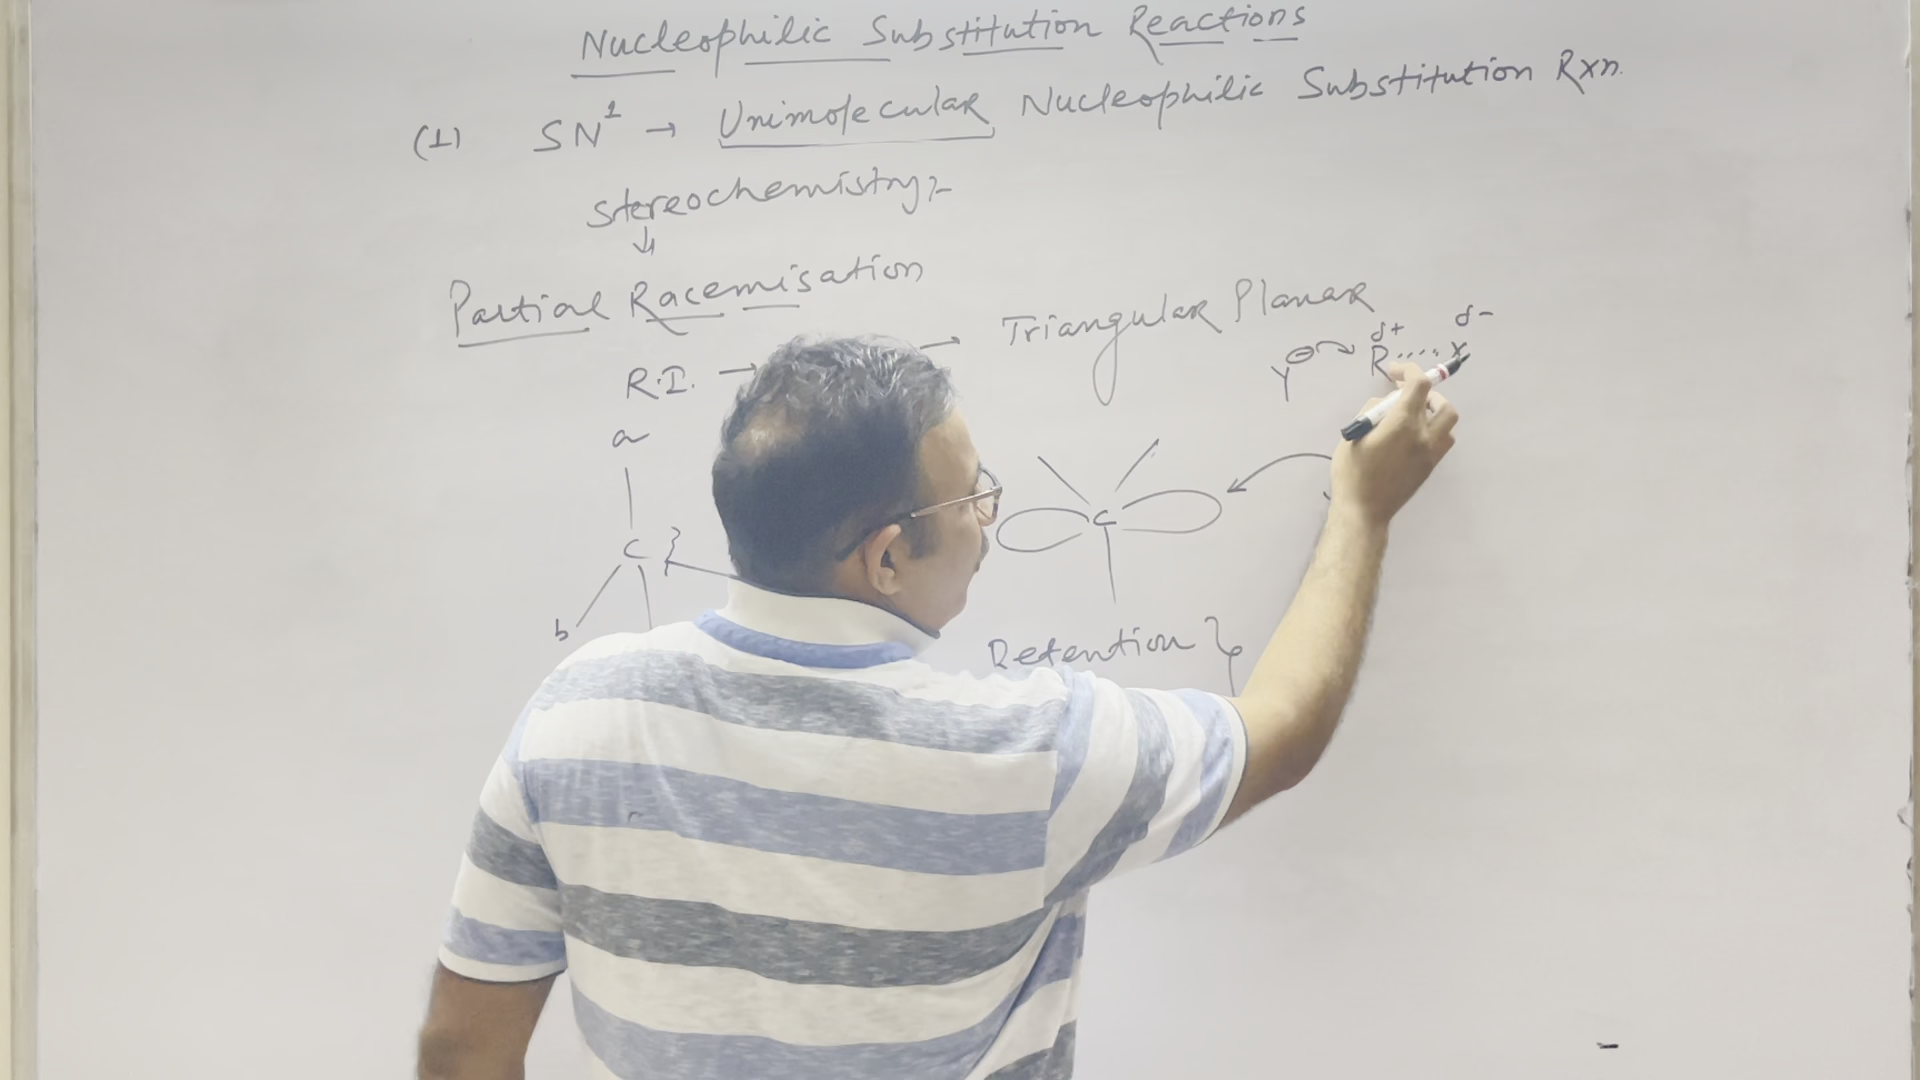 Nucleophilic Substitution Reactions
(1) SN¹ → Unimolecular Nucleophilic Substitution Rxn.
Stereochemistry:-
↓
Partial Racemisation
R.I. → → Triangular Planar
Y⊖ R^δ+ ..... X^δ-
a
C
b
C
Retention }